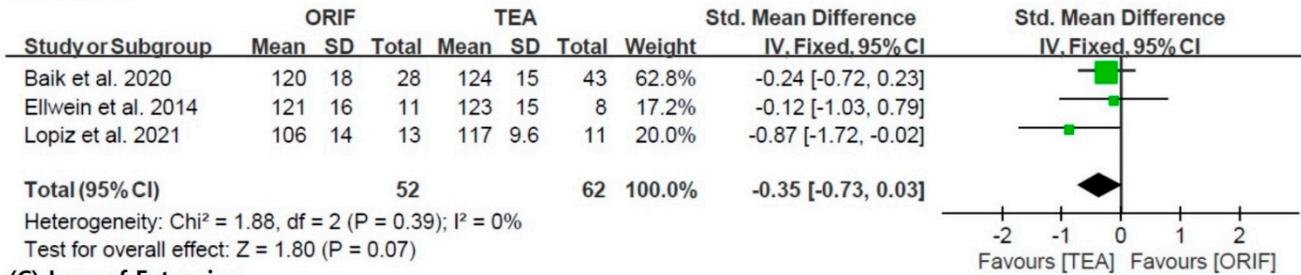 ORIF TEA Std. Mean Difference Std. Mean Difference
Study or Subgroup Mean SD Total Mean SD Total Weight IV, Fixed, 95% CI IV, Fixed, 95% CI
Baik et al. 2020 120 18 28 124 15 43 62.8% -0.24 [-0.72, 0.23]
Ellwein et al. 2014 121 16 11 123 15 8 17.2% -0.12 [-1.03, 0.79]
Lopiz et al. 2021 106 14 13 117 9.6 11 20.0% -0.87 [-1.72, -0.02]
Total (95% CI) 52 62 100.0% -0.35 [-0.73, 0.03]
Heterogeneity: Chi² = 1.88, df = 2 (P = 0.39); I² = 0%
Test for overall effect: Z = 1.80 (P = 0.07)
-2 -1 0 1 2
Favours [TEA] Favours [ORIF]
(C) Loss of Extension